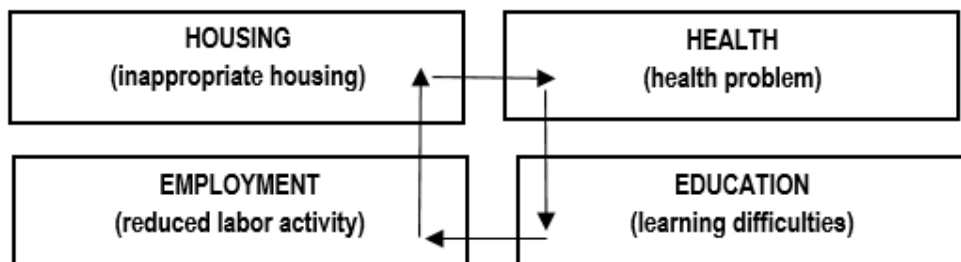 HOUSING
(inappropriate housing)
HEALTH
(health problem)
EMPLOYMENT
(reduced labor activity)
EDUCATION
(learning difficulties)